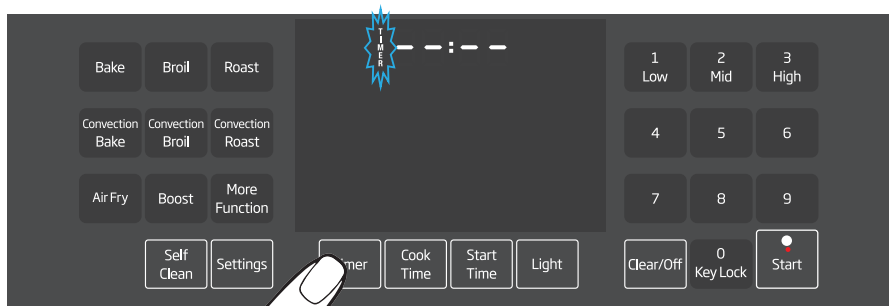 TIMER
-- -- : -- --
Bake Broil Roast
1
Low
2
Mid
3
High
Convection
Bake
Convection
Broil
Convection
Roast
4 5 6
Air Fry
Boost
More
Function
7 8 9
Self
Clean
Settings
mer
Cook
Time
Start
Time
Light
Clear/Off
0
Key Lock
Start